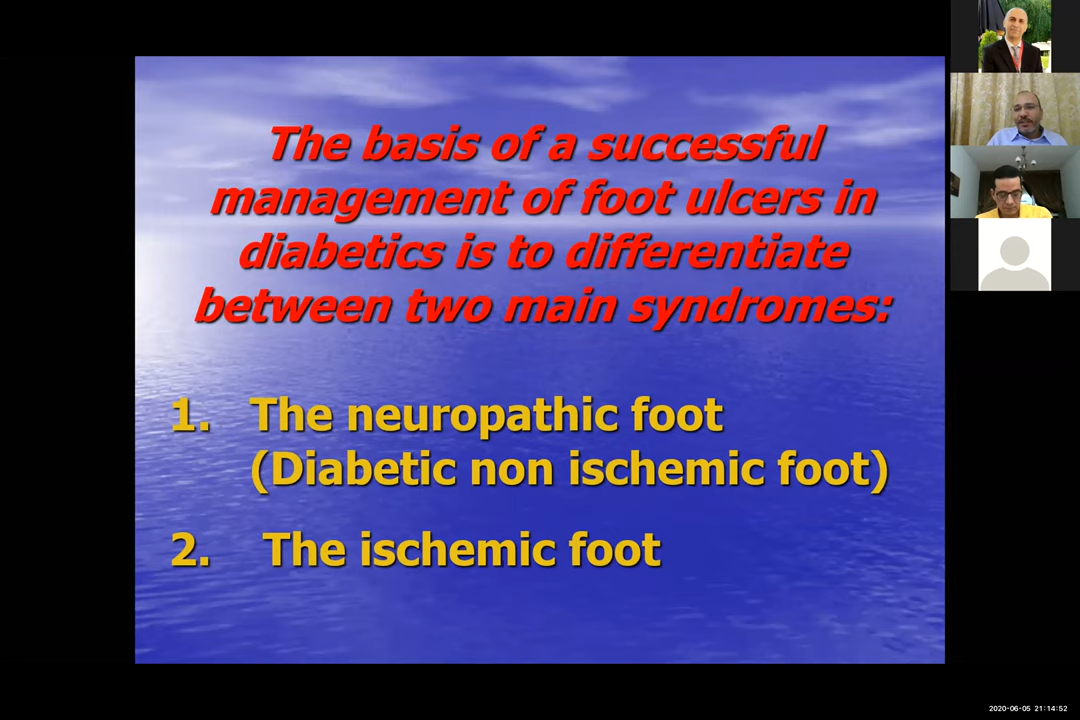 The basis of a successful
management of foot ulcers in
diabetics is to differentiate
between two main syndromes:
1. The neuropathic foot
(Diabetic non ischemic foot)
2. The ischemic foot
2020-06-05 21:14:52